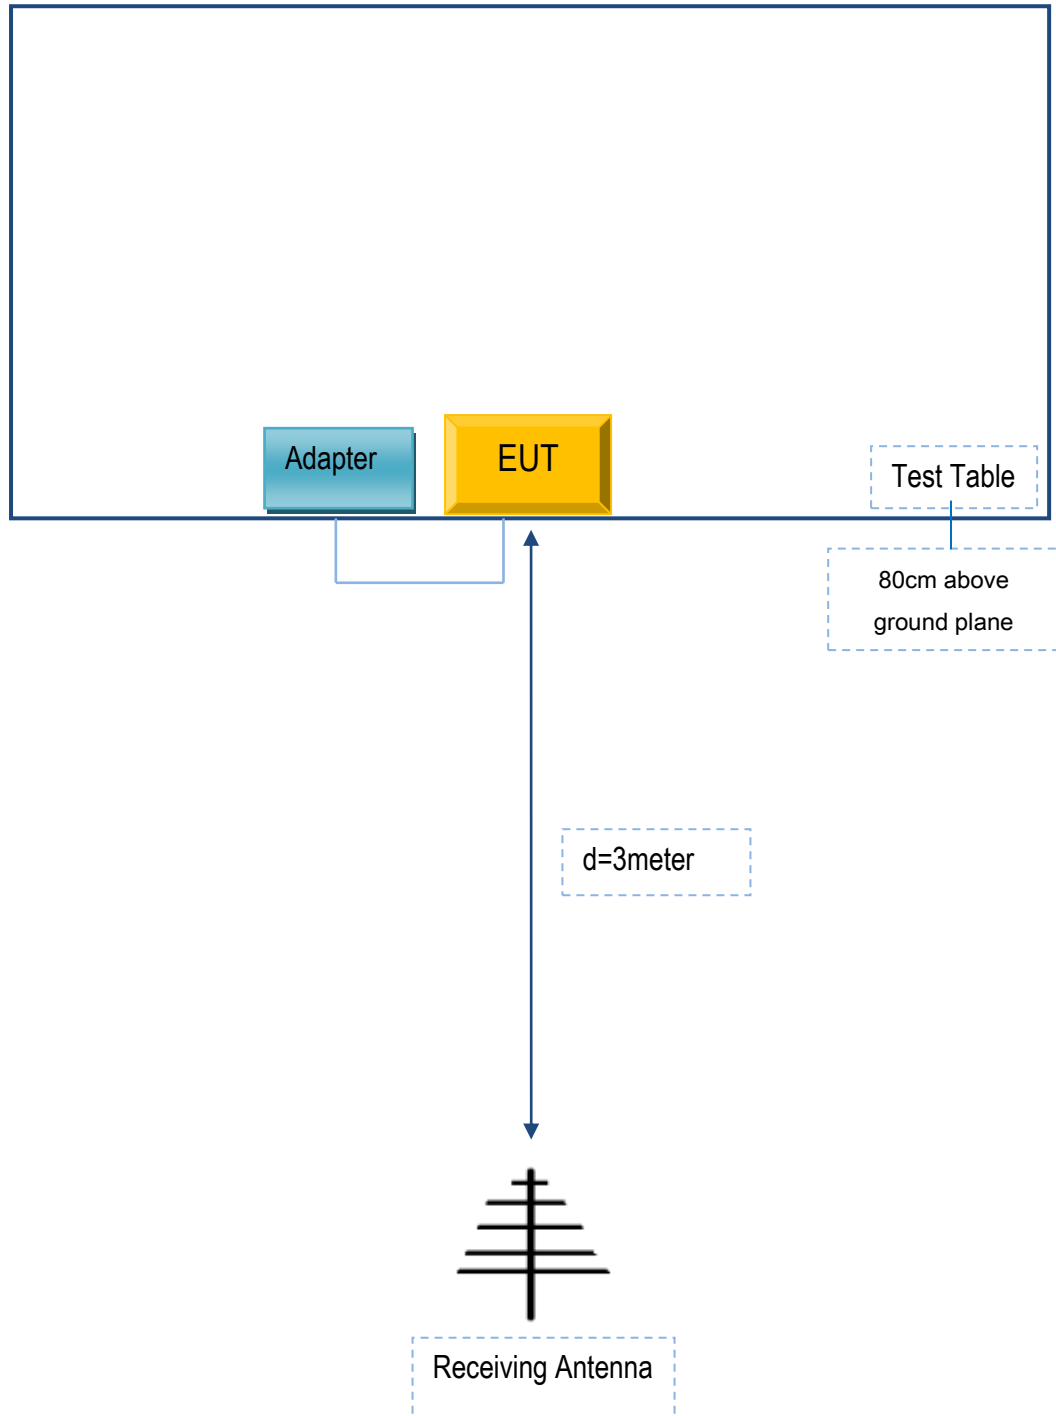 Adapter
EUT
Test Table
80cm above
ground plane
d=3meter
Receiving Antenna